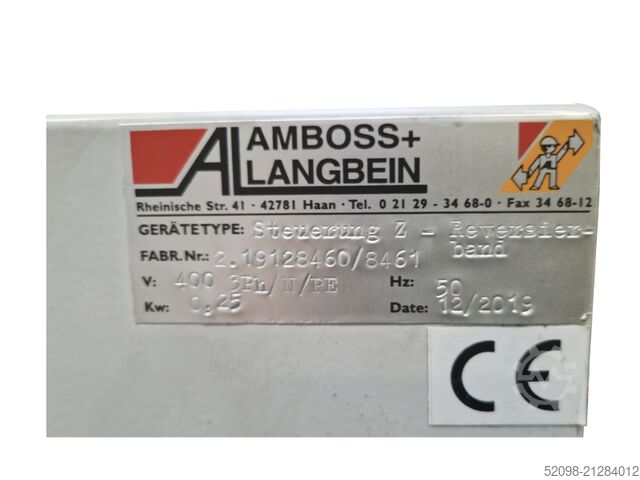 AL AMBOSS+
LANGBEIN
Rheinische Str. 41 · 42781 Haan · Tel. 0 21 29 - 34 68-0 · Fax 34 68-12
GERÄTETYPE: Steuerung Z - Reversier-
band
FABR.Nr.: 2.19128460/8461
V: 400 3Ph/N/PE Hz: 50
Kw: 0,25 Date: 12/2019
CE
52098-21284012